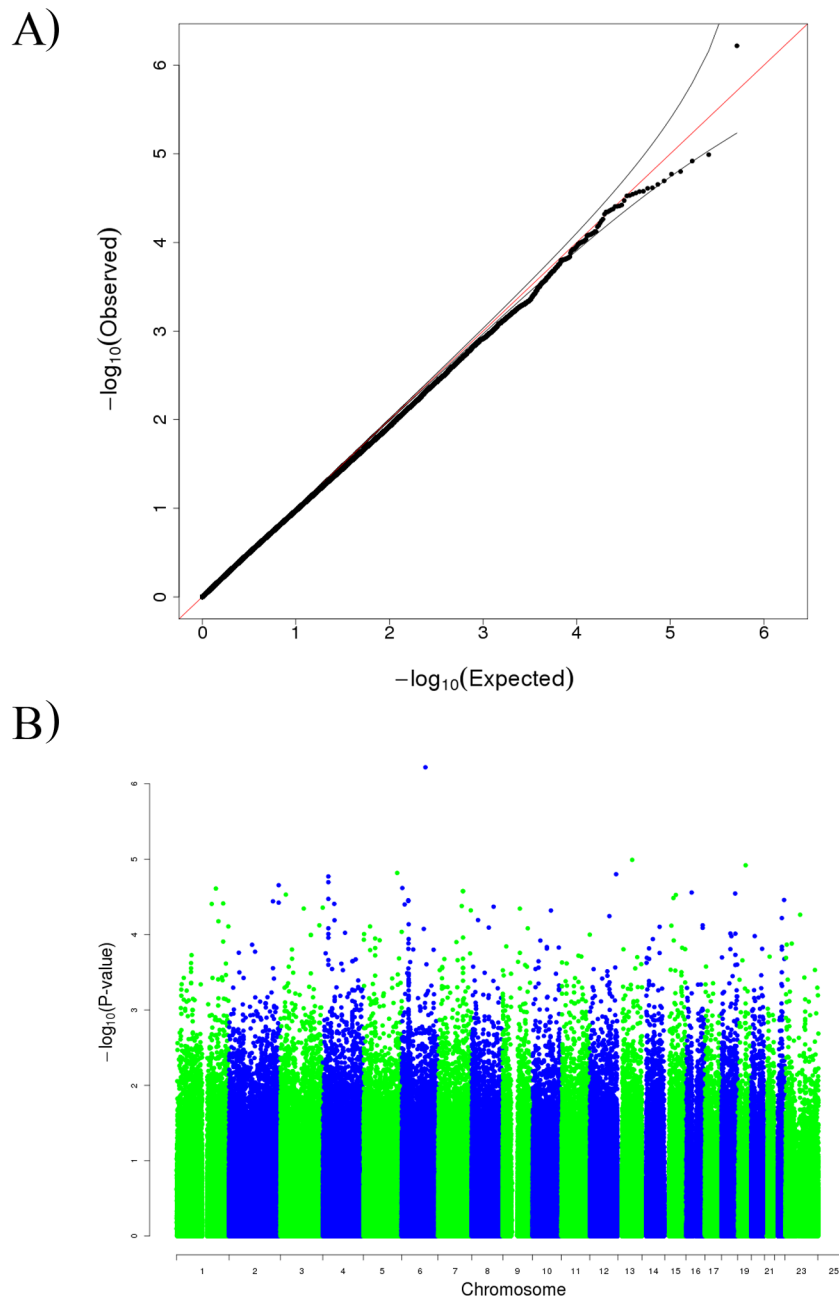 A)
6
5
4
3
2
1
0
−log10(Observed)
0 1 2 3 4 5 6
−log10(Expected)
B)
6
5
4
3
2
1
0
−log10(P-value)
1 2 3 4 5 6 7 8 9 10 11 12 13 14 15 16 17 19 21 23 25
Chromosome